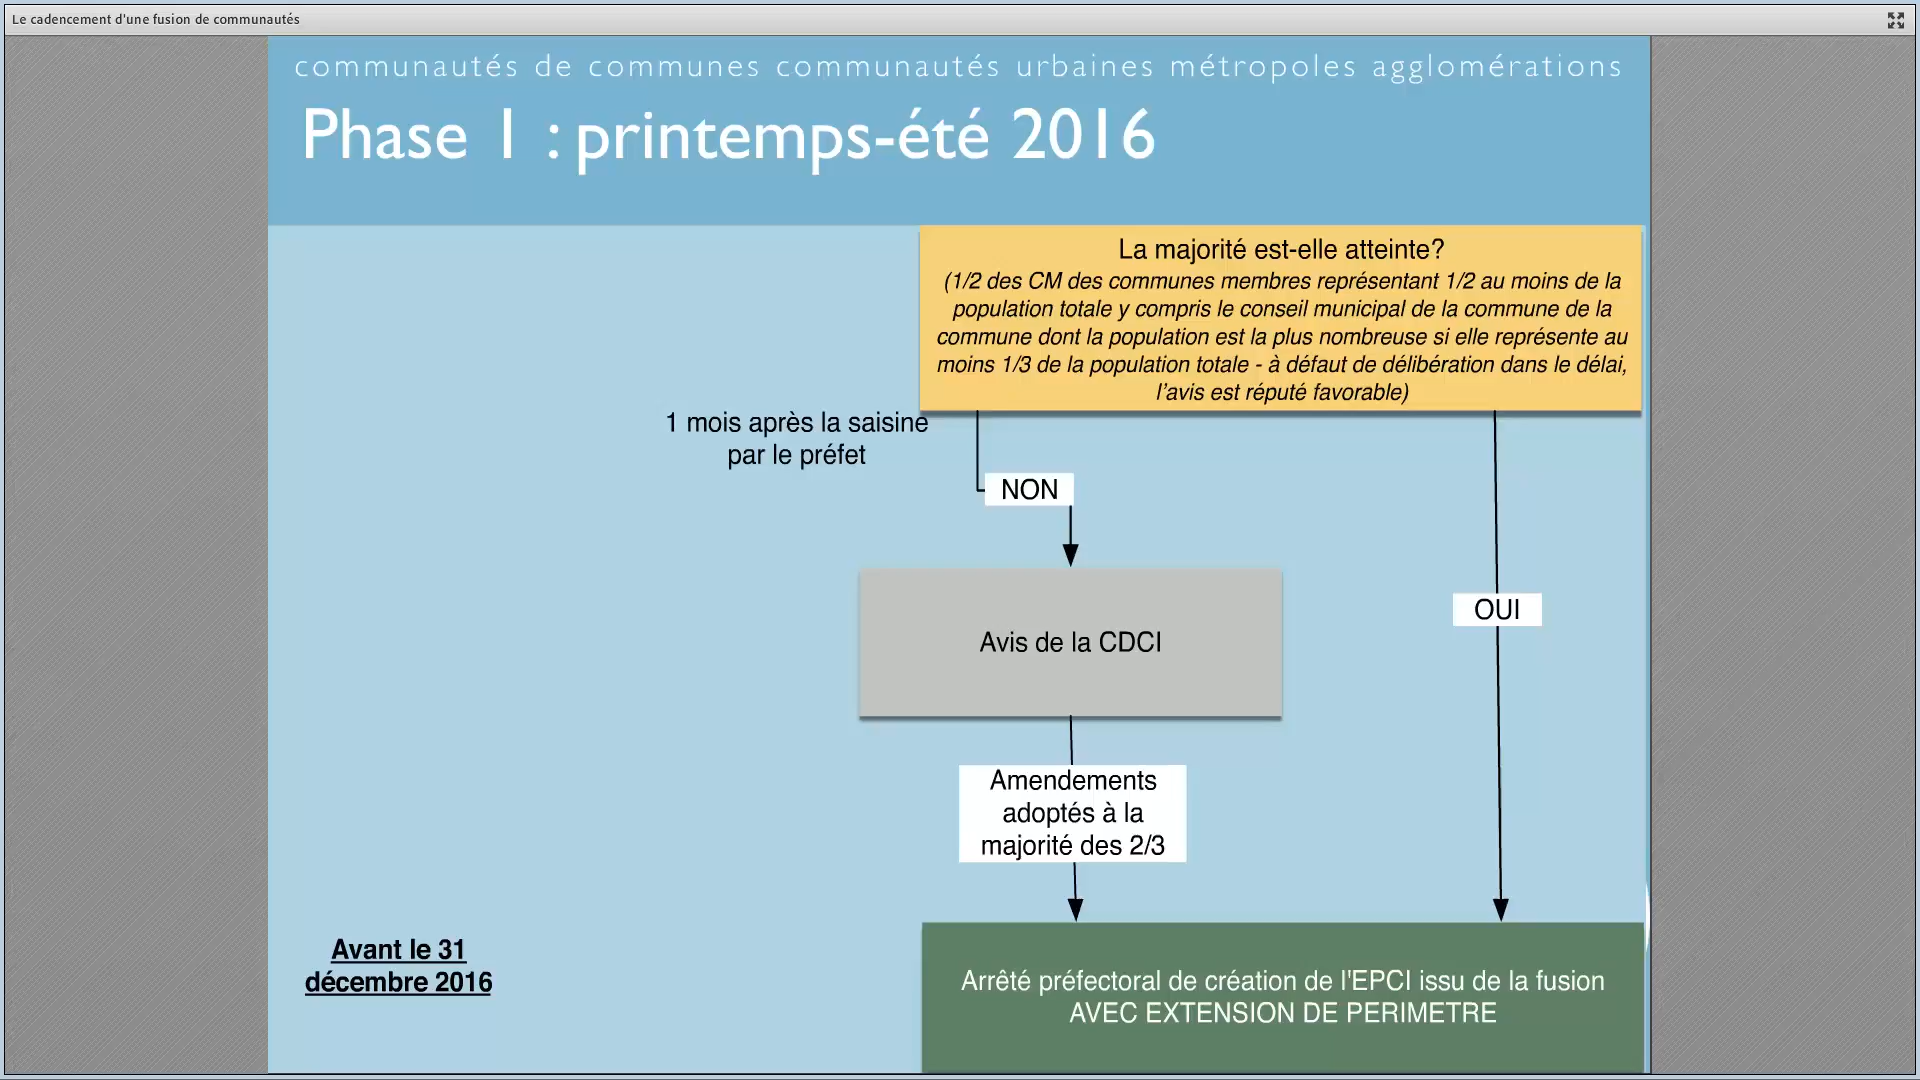 Le cadencement d'une fusion de communautés
communautés de communes communautés urbaines métropoles agglomérations
Phase 1 : printemps-été 2016
La majorité est-elle atteinte?
(1/2 des CM des communes membres représentant 1/2 au moins de la
population totale y compris le conseil municipal de la commune de la
commune dont la population est la plus nombreuse si elle représente au
moins 1/3 de la population totale - à défaut de délibération dans le délai,
l'avis est réputé favorable)
1 mois après la saisine
par le préfet
NON
OUI
Avis de la CDCI
Amendements
adoptés à la
majorité des 2/3
Avant le 31
décembre 2016
Arrêté préfectoral de création de l'EPCI issu de la fusion
AVEC EXTENSION DE PERIMETRE